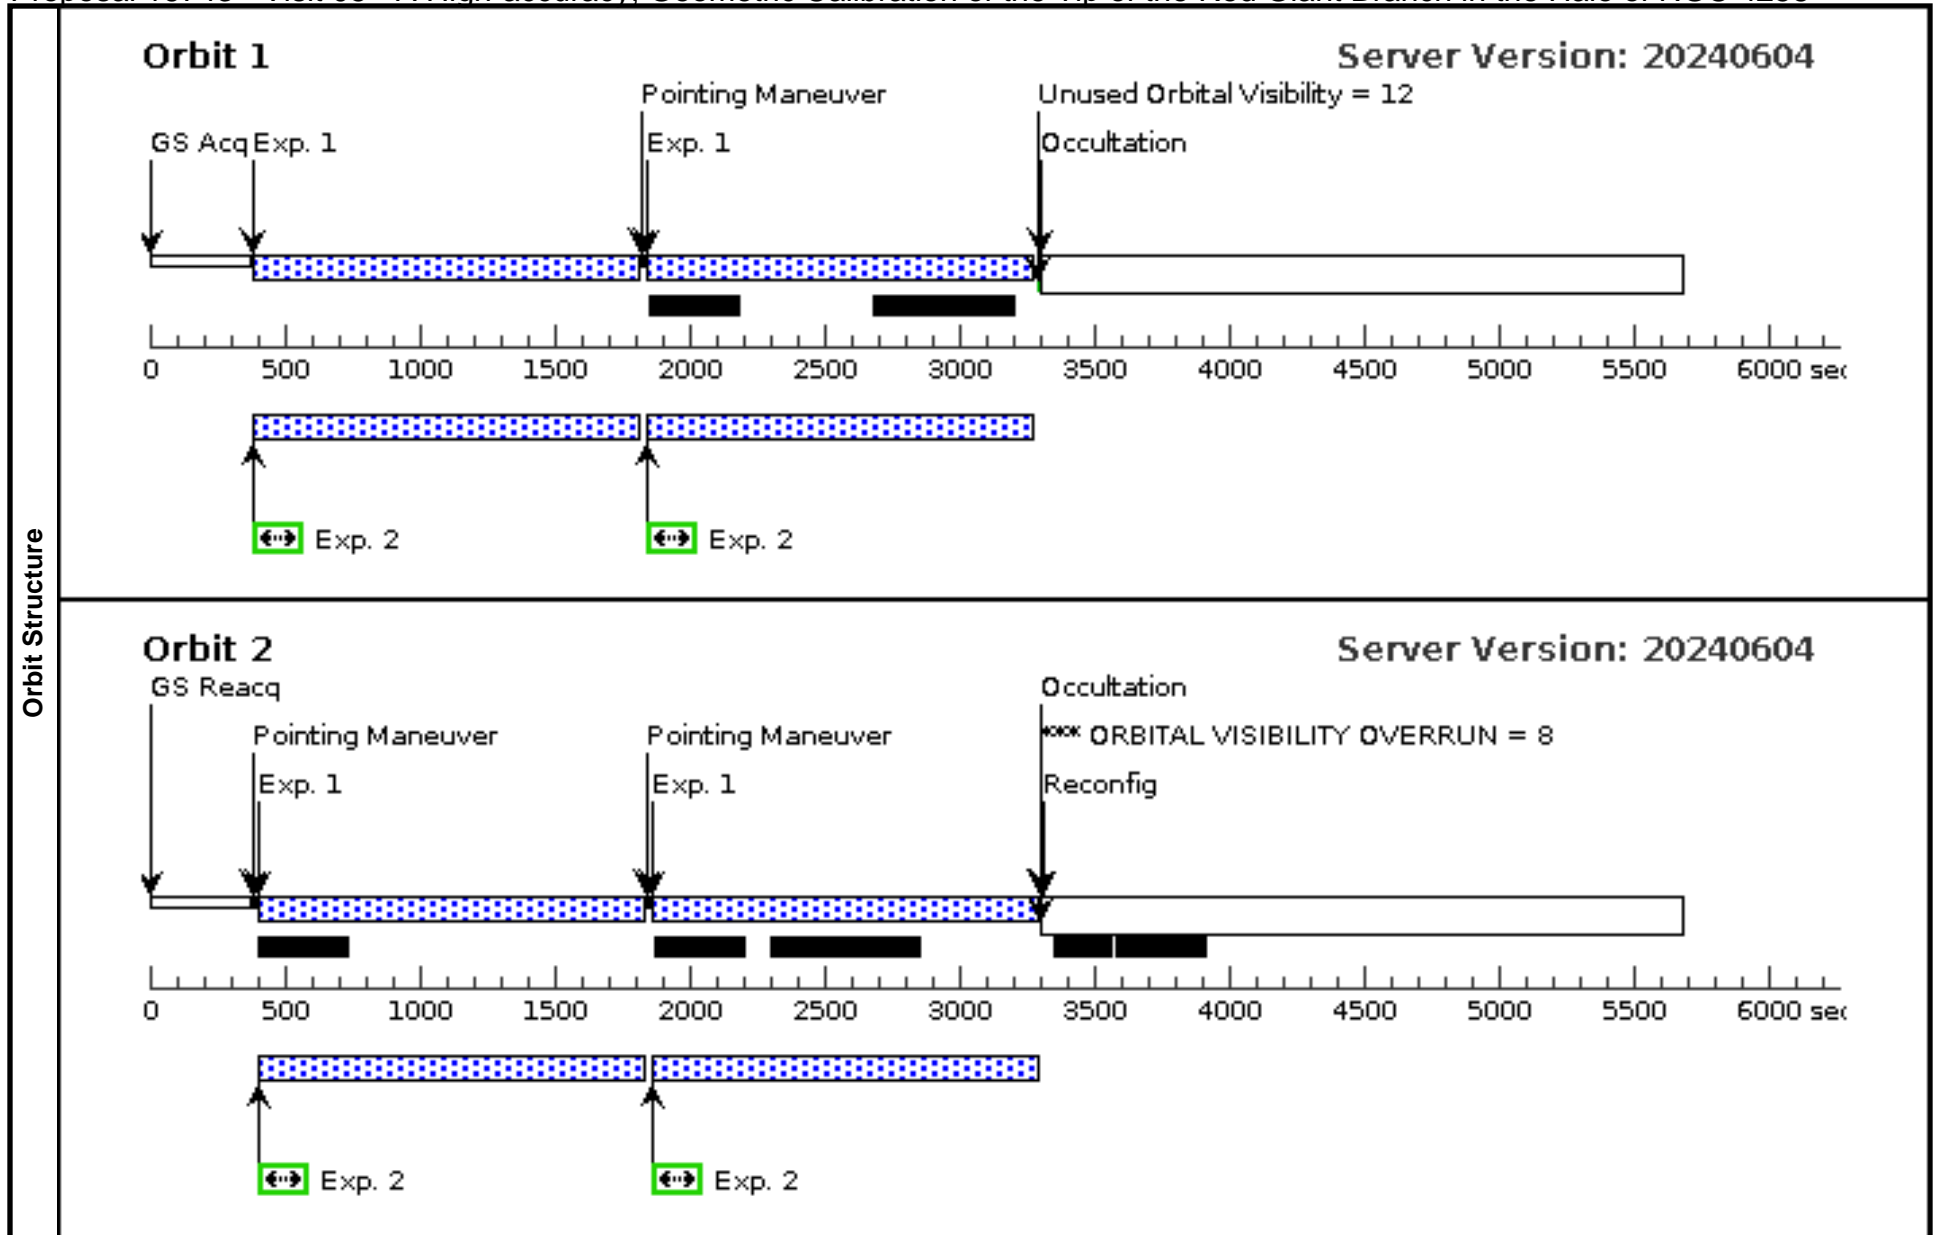 Orbit Structure
Orbit 1 Server Version: 20240604
Pointing Maneuver Unused Orbital Visibility = 12
GS Acq Exp. 1 Exp. 1 Occultation
0 500 1000 1500 2000 2500 3000 3500 4000 4500 5000 5500 6000
Exp. 2 Exp. 2
Orbit 2 Server Version: 20240604
GS Reacq Occultation
Pointing Maneuver Pointing Maneuver *** ORBITAL VISIBILITY OVERRUN = 8
Exp. 1 Exp. 1 Reconfig
0 500 1000 1500 2000 2500 3000 3500 4000 4500 5000 5500 6000
Exp. 2 Exp. 2